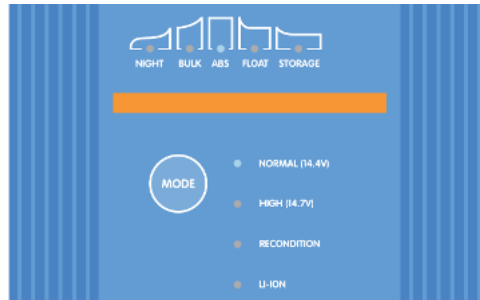 NIGHT BULK ABS FLOAT STORAGE
MODE
NORMAL (14.4V)
HIGH (14.7V)
RECONDITION
LI-ION